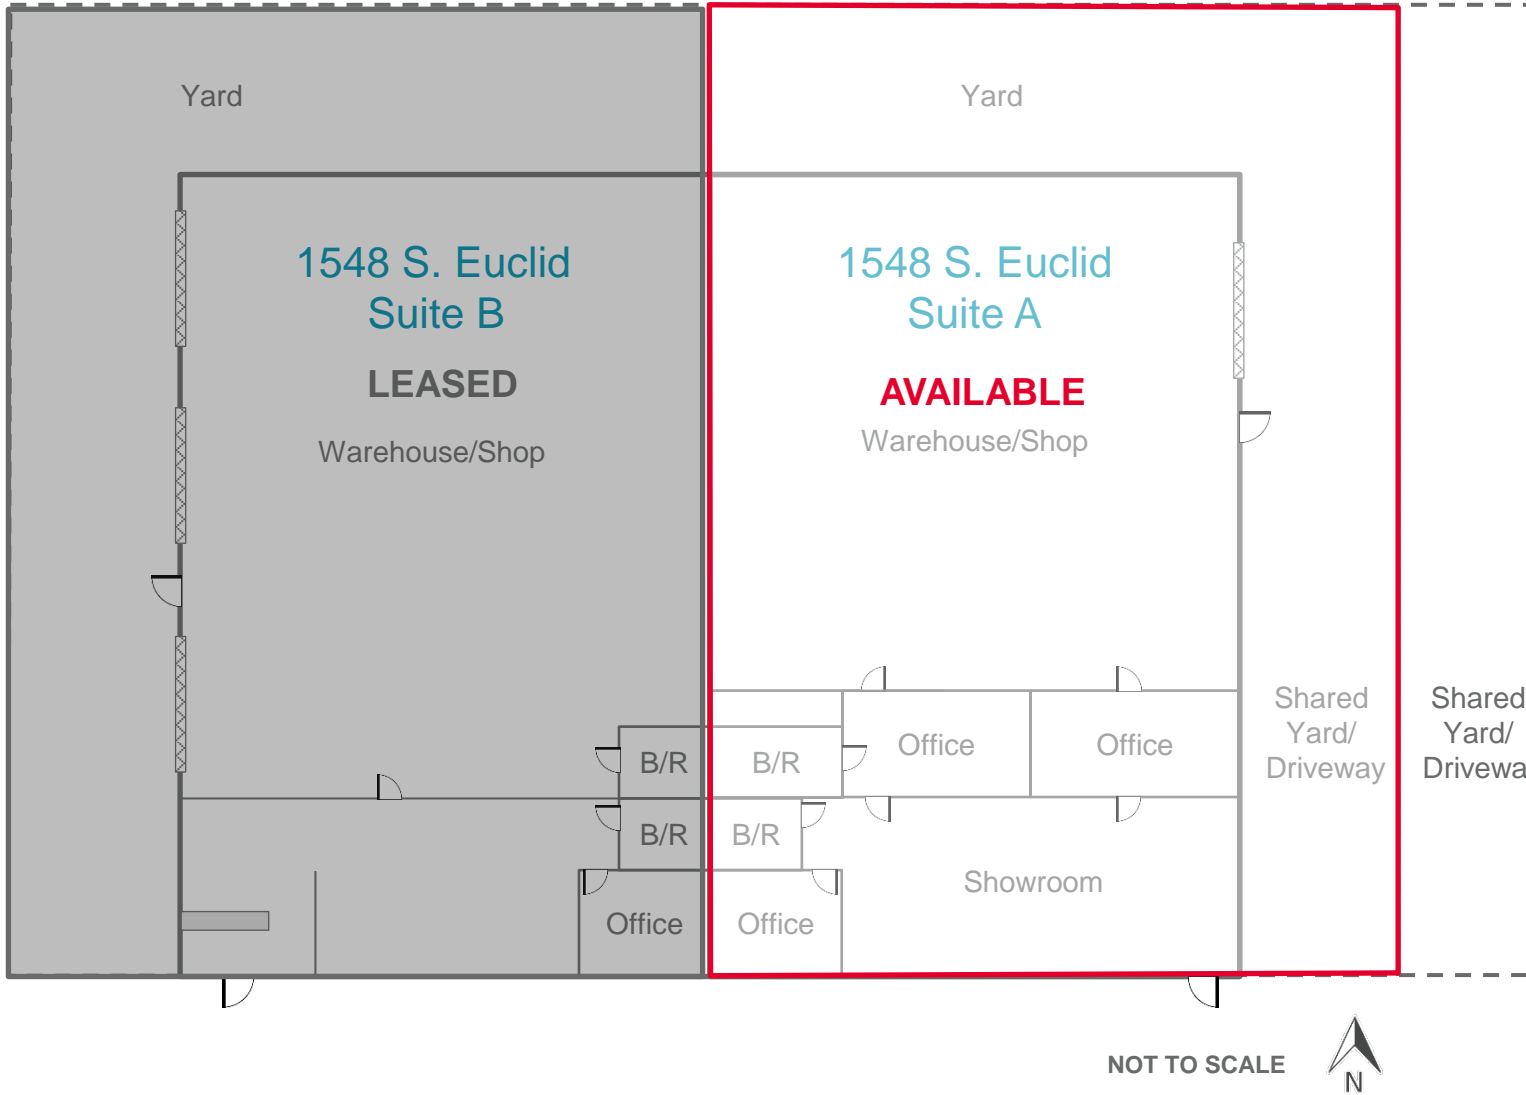 Yard
Yard
1548 S. Euclid
Suite B
LEASED
Warehouse/Shop
1548 S. Euclid
Suite A
AVAILABLE
Warehouse/Shop
Office
Office
Shared
Yard/
Driveway
Shared
Yard/
Drivewa
B/R
B/R
B/R
B/R
Showroom
Office
Office
NOT TO SCALE
N